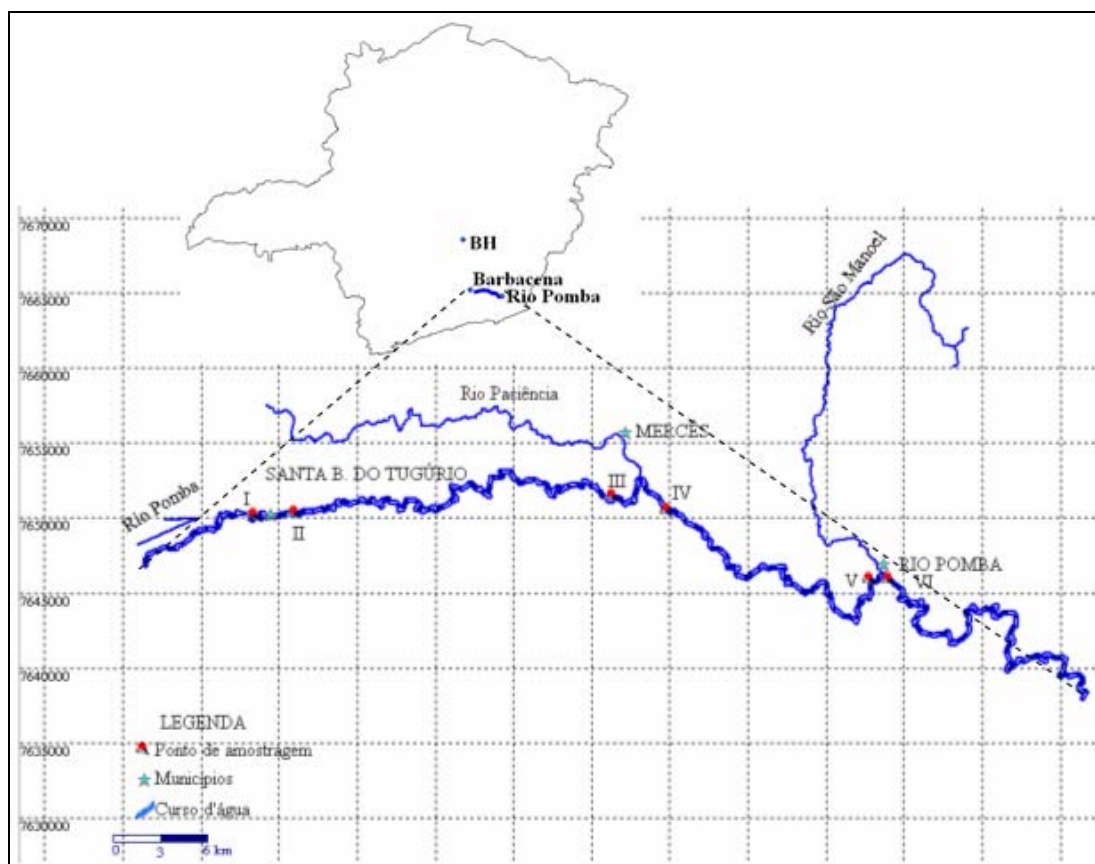 BH
Barbacena
Rio Pomba
7670000
7665000
7660000
7655000
7650000
7645000
7640000
7635000
7630000
Rio São Manoel
Rio Paciência
MERCÊS
SANTA B. DO TUGÚRIO
Rio Pomba
I
II
III
IV
V
RIO POMBA
VI
LEGENDA
Ponto de amostragem
Municípios
Curso d'água
0 3 6 km